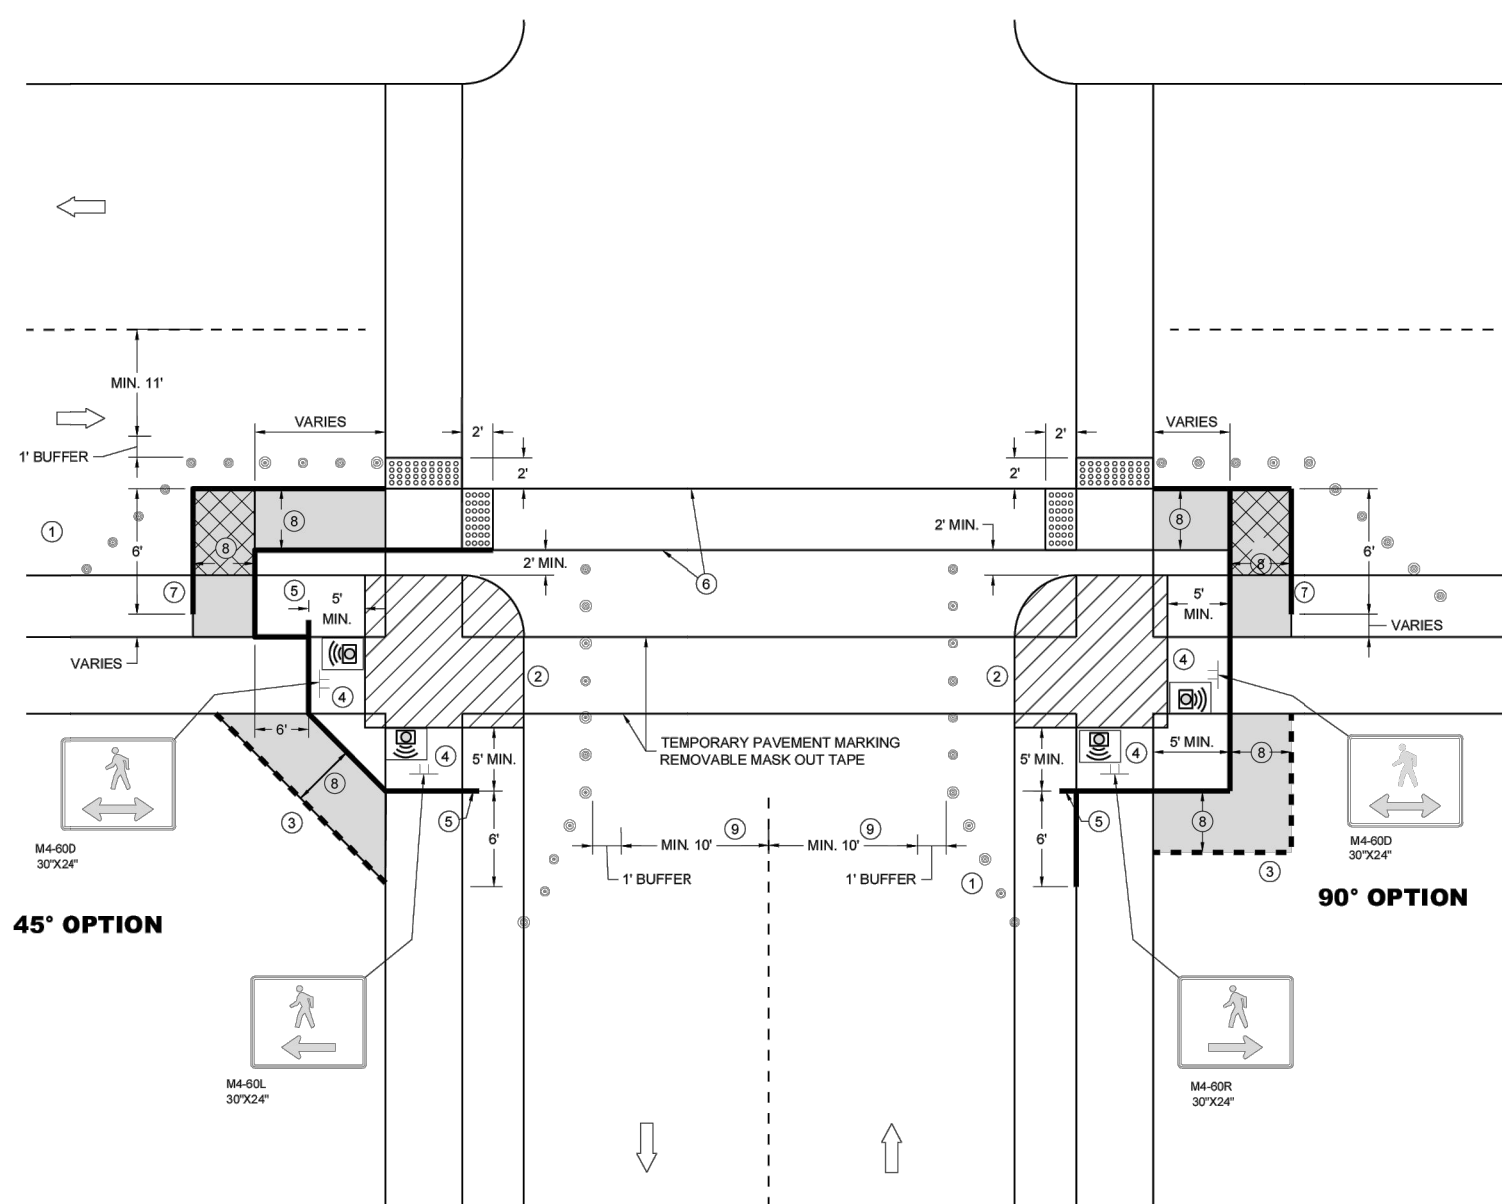 MIN. 11'
VARIES
2'
2'
VARIES
1' BUFFER
2'
2'
1
6'
8
8
2' MIN.
2' MIN.
8
8
6'
7
5
5'
MIN.
6
5'
MIN.
7
VARIES
VARIES
4
2
2
4
6'
4
5' MIN.
TEMPORARY PAVEMENT MARKING
REMOVABLE MASK OUT TAPE
5' MIN.
4
5' MIN.
8
8
3
5
6'
MIN. 10'
9
MIN. 10'
9
6'
5
8
3
M4-60D
30"X24"
M4-60D
30"X24"
1' BUFFER
1' BUFFER
1
45° OPTION
90° OPTION
M4-60L
30"X24"
M4-60R
30"X24"